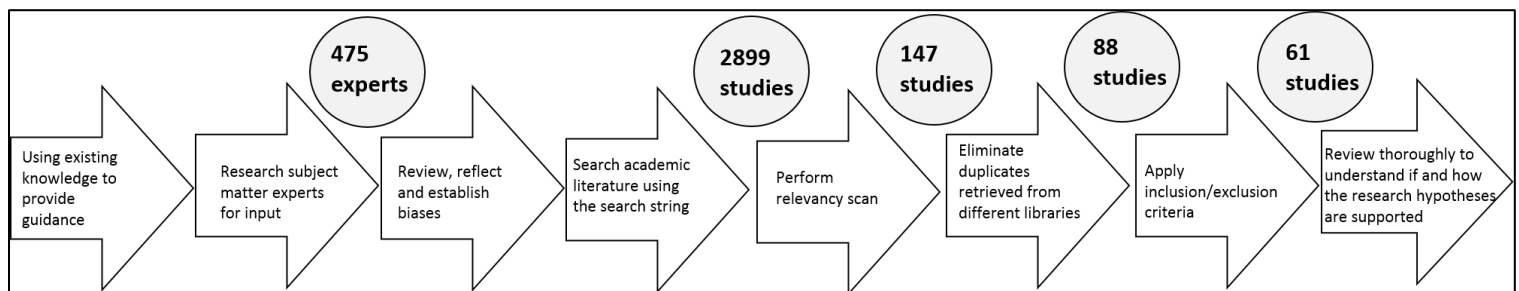 475
experts
2899
studies
147
studies
88
studies
61
studies
Using existing
knowledge to
provide
guidance
Research subject
matter experts
for input
Review, reflect
and establish
biases
Search academic
literature using
the search string
Perform
relevancy scan
Eliminate
duplicates
retrieved from
different libraries
Apply
inclusion/exclusion
criteria
Review thoroughly to
understand if and how
the research hypotheses
are supported